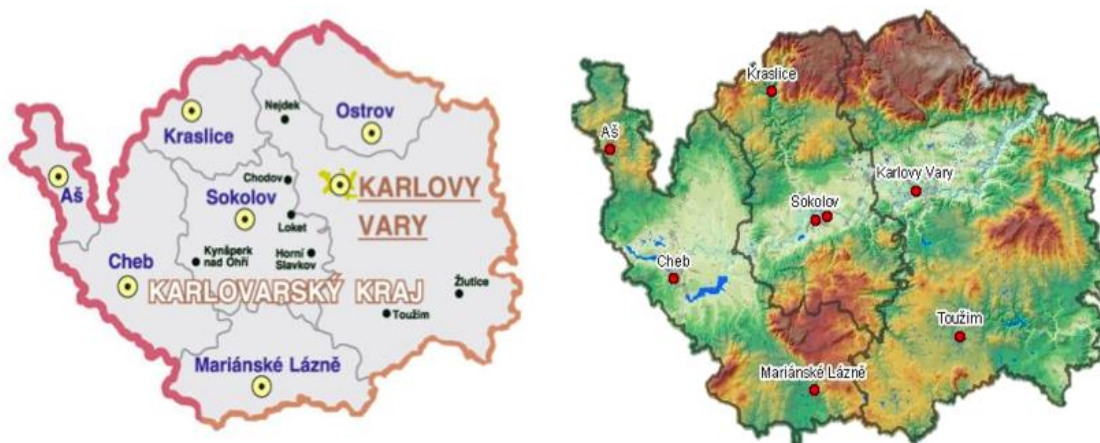 Nejdek
Ostrov
Kraslice
Aš
Chodov
KARLOVY
VARY
Sokolov
Loket
Kynšperk
nad Ohří
Horní
Slavkov
Cheb
KARLOVARSKÝ KRAJ
Žlutice
Toužim
Mariánské Lázně
Kraslice
Aš
Karlovy Vary
Sokolov
Cheb
Toužim
Mariánské Lázně